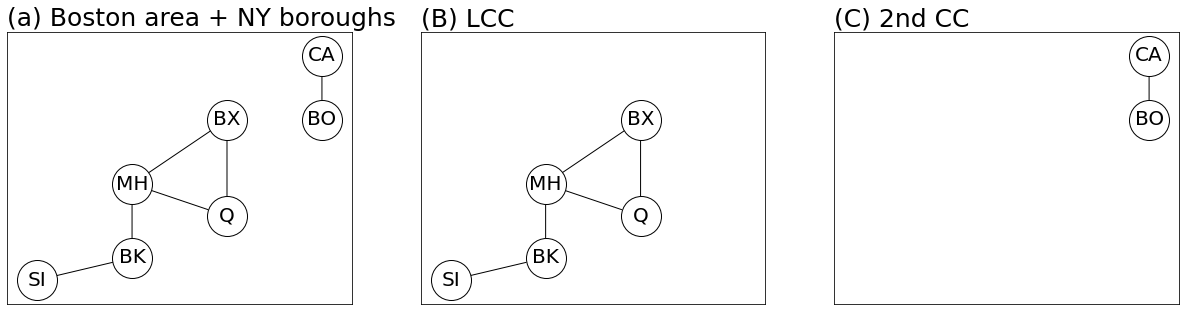 (a) Boston area + NY boroughs
CA
BO
BX
MH
Q
BK
SI
(B) LCC
BX
MH
Q
BK
SI
(C) 2nd CC
CA
BO